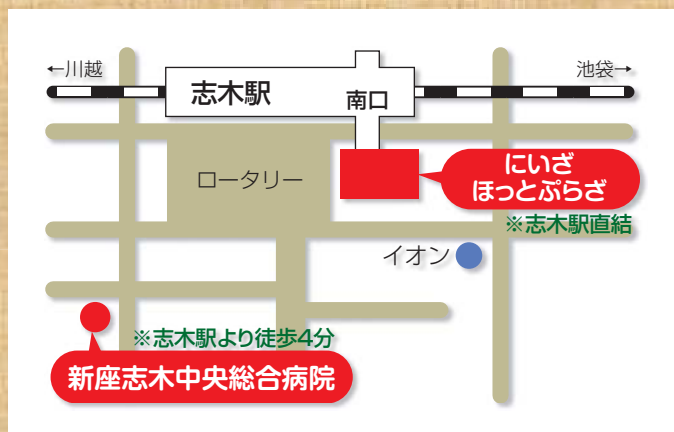 ←川越
池袋→
志木駅
南口
ロータリー
にいざ
ほっとぷらざ
※志木駅直結
イオン
※志木駅より徒歩4分
新座志木中央総合病院